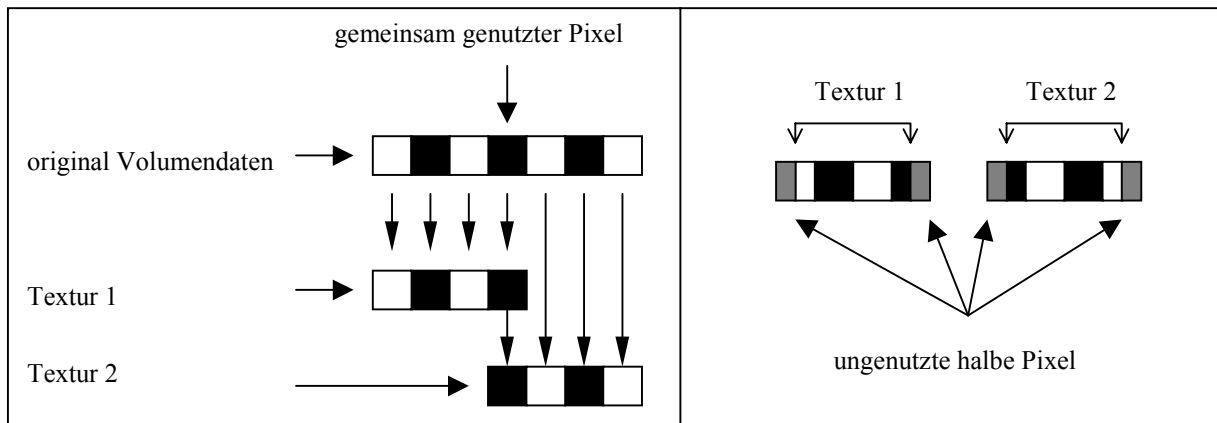 gemeinsam genutzter Pixel
original Volumendaten
Textur 1
Textur 2
Textur 1
Textur 2
ungenutzte halbe Pixel